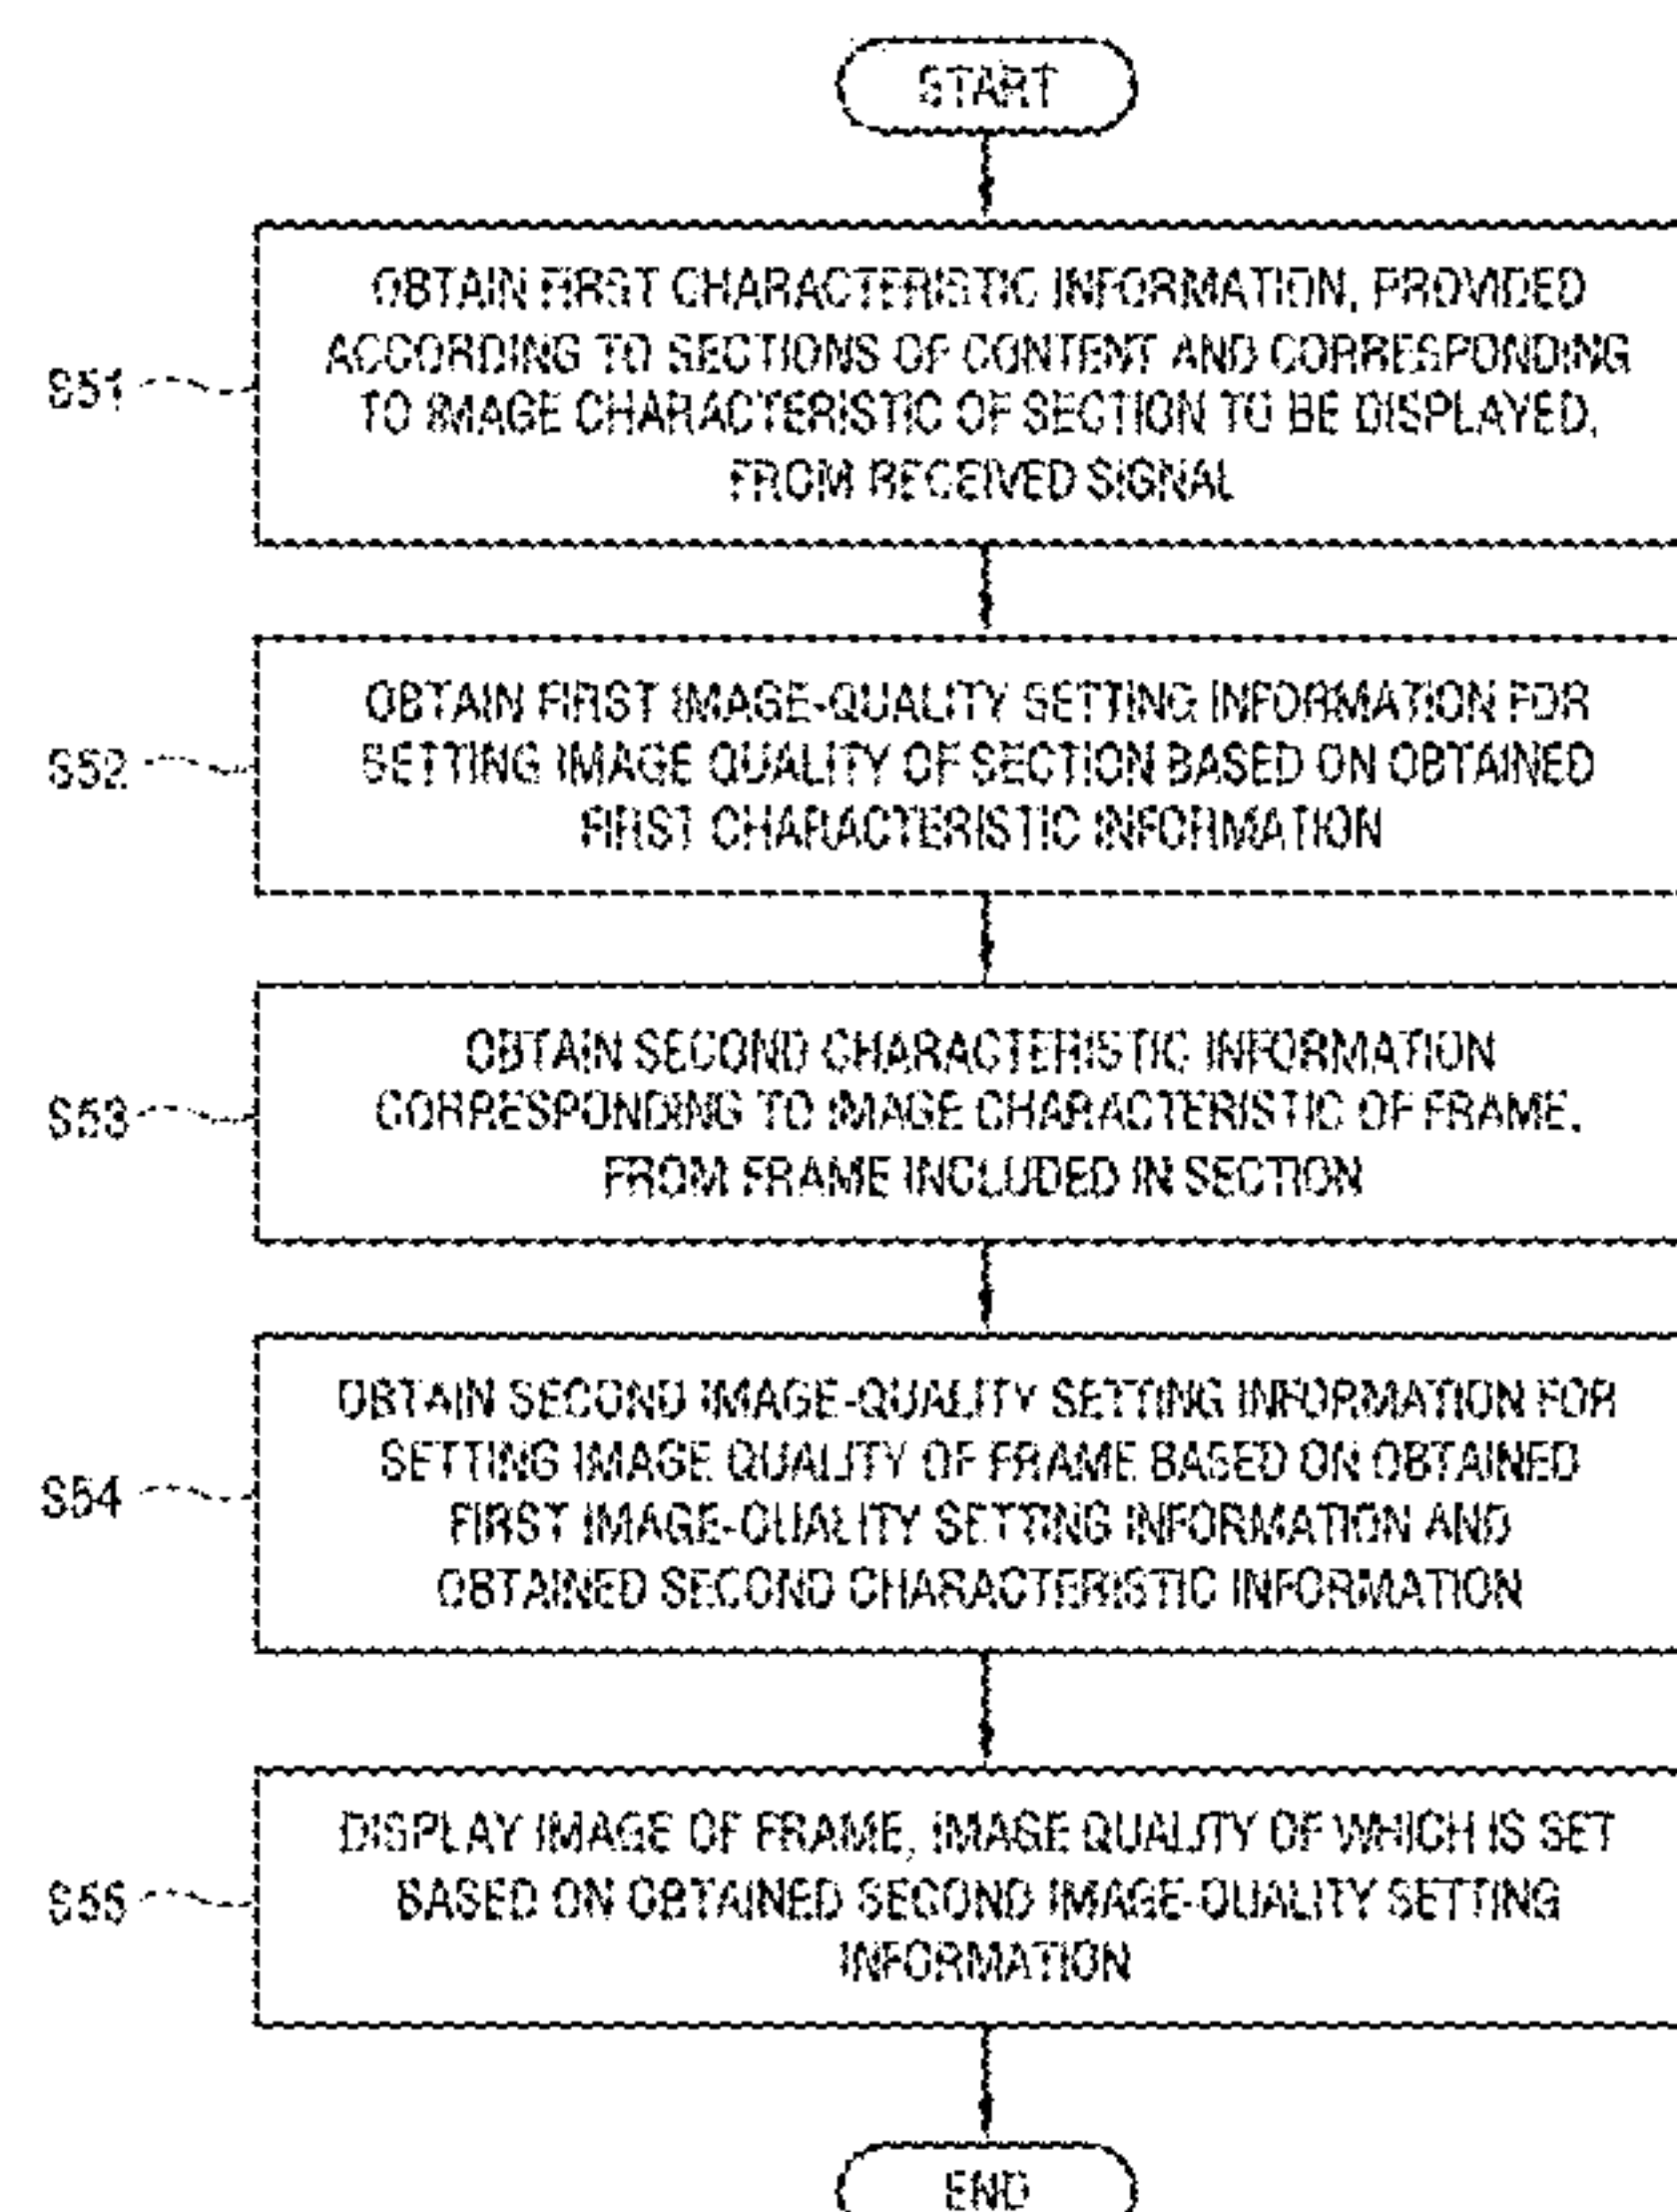 START
S51
OBTAIN FIRST CHARACTERISTIC INFORMATION, PROVIDED
ACCORDING TO SECTIONS OF CONTENT AND CORRESPONDING
TO IMAGE CHARACTERISTIC OF SECTION TO BE DISPLAYED,
FROM RECEIVED SIGNAL
S52
OBTAIN FIRST IMAGE-QUALITY SETTING INFORMATION FOR
SETTING IMAGE QUALITY OF SECTION BASED ON OBTAINED
FIRST CHARACTERISTIC INFORMATION
S53
OBTAIN SECOND CHARACTERISTIC INFORMATION
CORRESPONDING TO IMAGE CHARACTERISTIC OF FRAME,
FROM FRAME INCLUDED IN SECTION
S54
OBTAIN SECOND IMAGE-QUALITY SETTING INFORMATION FOR
SETTING IMAGE QUALITY OF FRAME BASED ON OBTAINED
FIRST IMAGE-QUALITY SETTING INFORMATION AND
OBTAINED SECOND CHARACTERISTIC INFORMATION
S55
DISPLAY IMAGE OF FRAME, IMAGE QUALITY OF WHICH IS SET
BASED ON OBTAINED SECOND IMAGE-QUALITY SETTING
INFORMATION
END